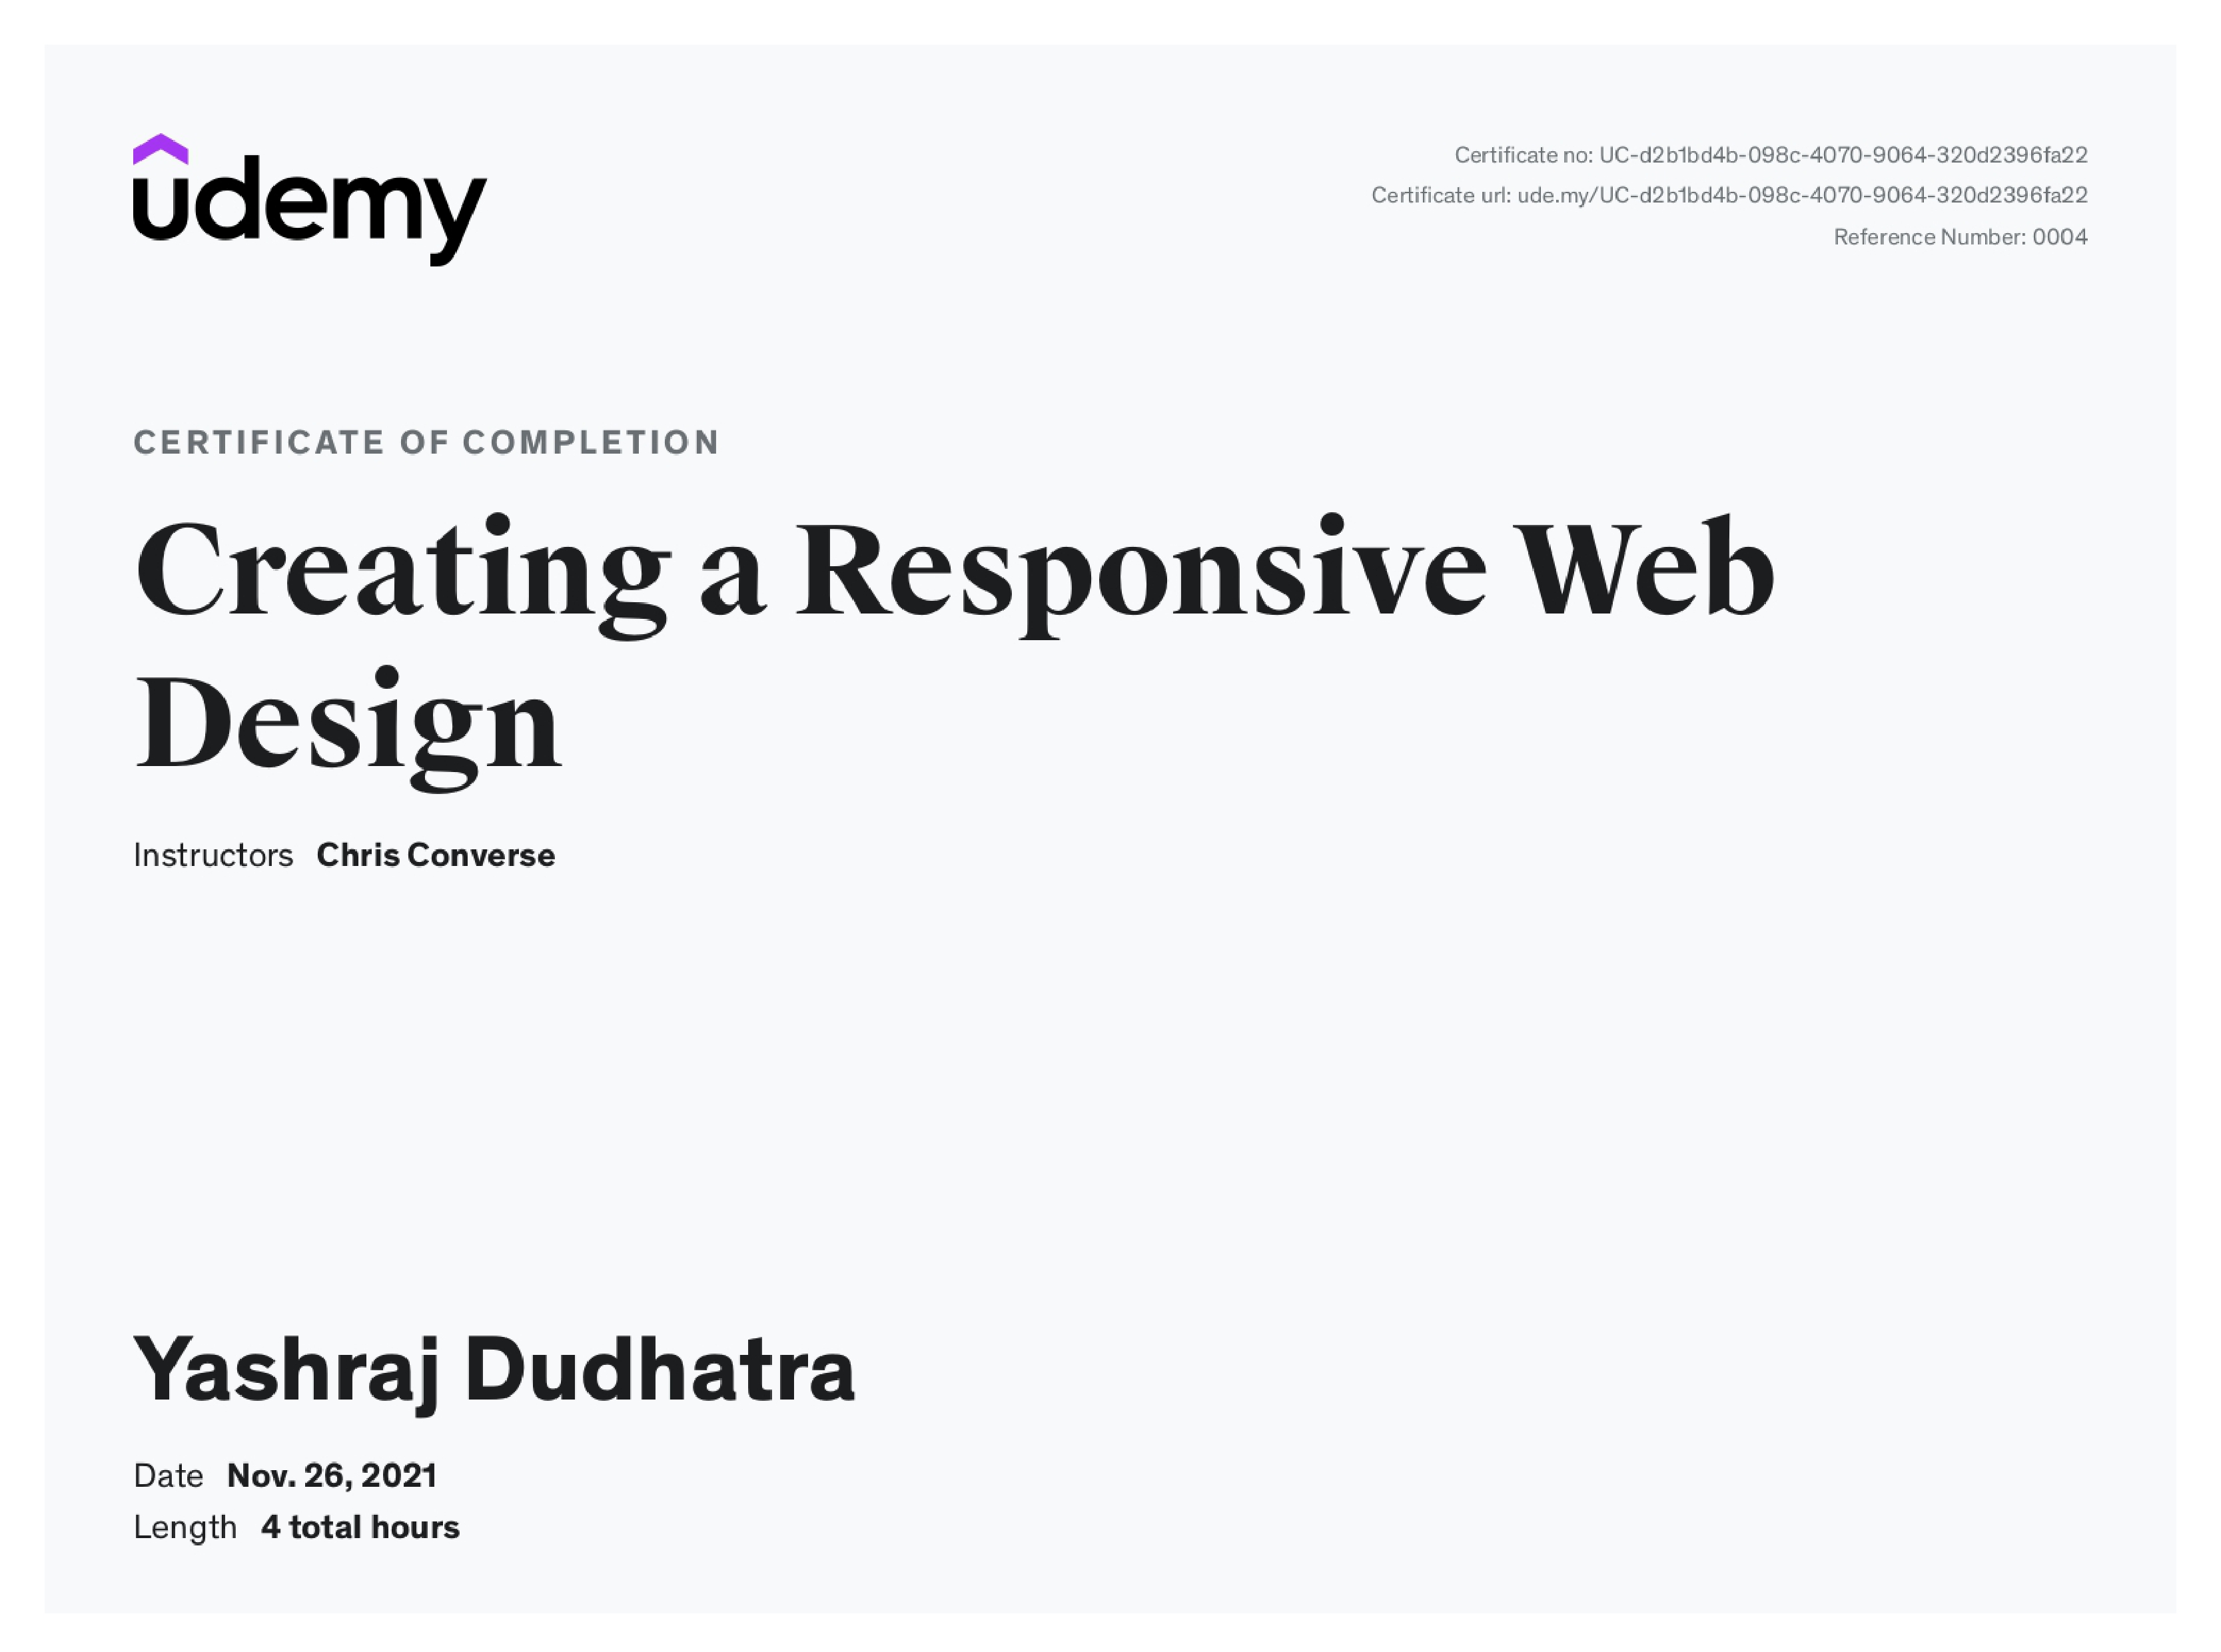 udemy
Certificate no: UC-d2b1bd4b-098c-4070-9064-320d2396fa22
Certificate url: ude.my/UC-d2b1bd4b-098c-4070-9064-320d2396fa22
Reference Number: 0004
CERTIFICATE OF COMPLETION
Creating a Responsive Web
Design
Instructors Chris Converse
Yashraj Dudhatra
Date Nov. 26, 2021
Length 4 total hours